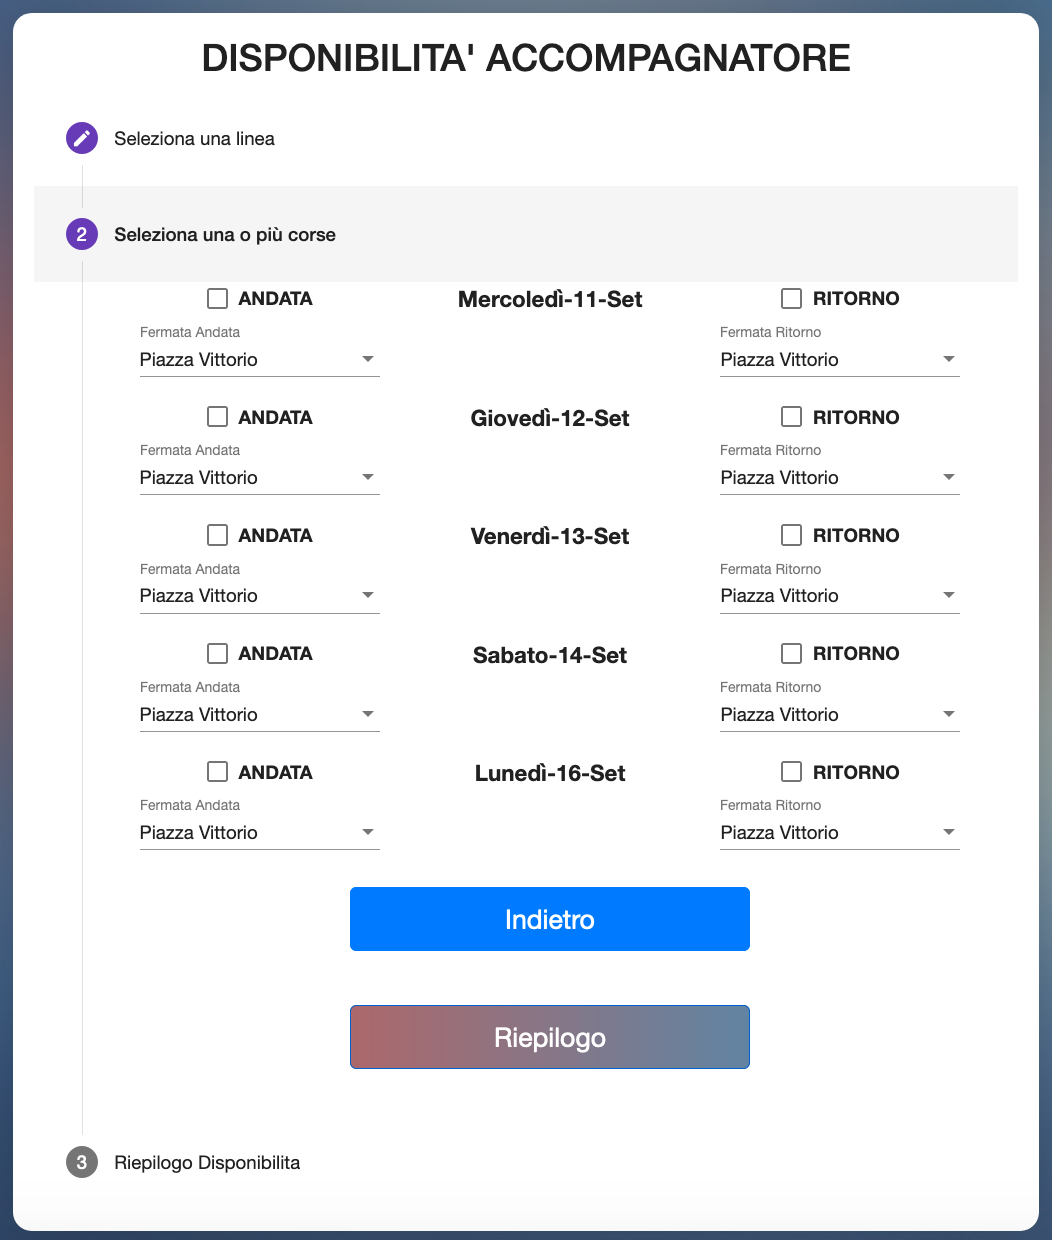 DISPONIBILITA' ACCOMPAGNATORE
Seleziona una linea
2 Seleziona una o più corse
ANDATA Mercoledì-11-Set RITORNO
Fermata Andata Fermata Ritorno
Piazza Vittorio Piazza Vittorio
ANDATA Giovedì-12-Set RITORNO
Fermata Andata Fermata Ritorno
Piazza Vittorio Piazza Vittorio
ANDATA Venerdì-13-Set RITORNO
Fermata Andata Fermata Ritorno
Piazza Vittorio Piazza Vittorio
ANDATA Sabato-14-Set RITORNO
Fermata Andata Fermata Ritorno
Piazza Vittorio Piazza Vittorio
ANDATA Lunedì-16-Set RITORNO
Fermata Andata Fermata Ritorno
Piazza Vittorio Piazza Vittorio
Indietro
Riepilogo
3 Riepilogo Disponibilita